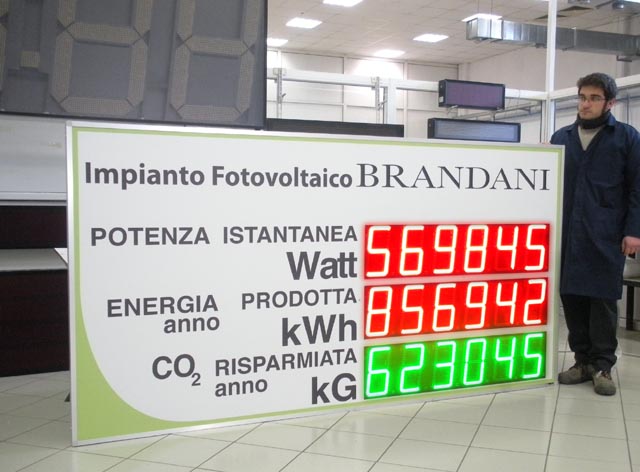 Impianto Fotovoltaico BRANDANI
POTENZA ISTANTANEA
Watt
569845
ENERGIA PRODOTTA
anno kWh
856942
CO2 RISPARMIATA
anno kG
623045